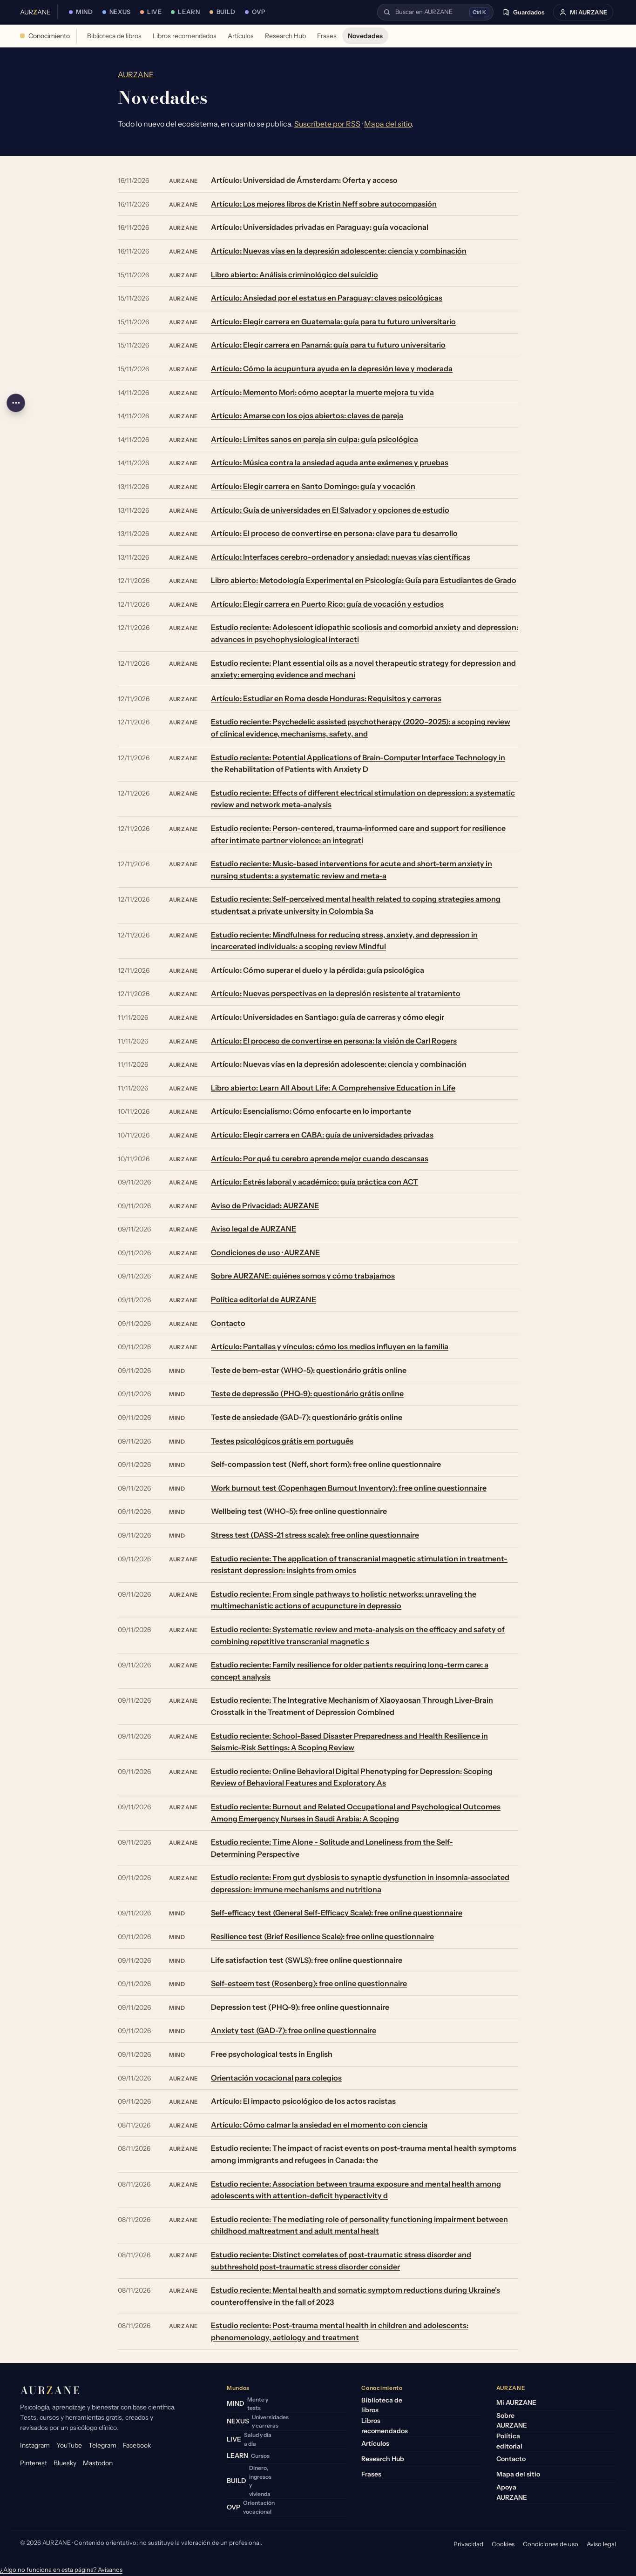 AURZANE
MIND
NEXUS
LIVE
LEARN
BUILD
OVP
Buscar en AURZANE
Ctrl K
Guardados
Mi AURZANE
Conocimiento
Biblioteca de libros
Libros recomendados
Artículos
Research Hub
Frases
Novedades
AURZANE
Novedades
Todo lo nuevo del ecosistema, en cuanto se publica. Suscríbete por RSS · Mapa del sitio.
16/11/2026 AURZANE Artículo: Universidad de Ámsterdam: Oferta y acceso
16/11/2026 AURZANE Artículo: Los mejores libros de Kristin Neff sobre autocompasión
16/11/2026 AURZANE Artículo: Universidades privadas en Paraguay: guía vocacional
16/11/2026 AURZANE Artículo: Nuevas vías en la depresión adolescente: ciencia y combinación
15/11/2026 AURZANE Libro abierto: Análisis criminológico del suicidio
15/11/2026 AURZANE Artículo: Ansiedad por el estatus en Paraguay: claves psicológicas
15/11/2026 AURZANE Artículo: Elegir carrera en Guatemala: guía para tu futuro universitario
15/11/2026 AURZANE Artículo: Elegir carrera en Panamá: guía para tu futuro universitario
15/11/2026 AURZANE Artículo: Cómo la acupuntura ayuda en la depresión leve y moderada
14/11/2026 AURZANE Artículo: Memento Mori: cómo aceptar la muerte mejora tu vida
14/11/2026 AURZANE Artículo: Amarse con los ojos abiertos: claves de pareja
14/11/2026 AURZANE Artículo: Límites sanos en pareja sin culpa: guía psicológica
14/11/2026 AURZANE Artículo: Música contra la ansiedad aguda ante exámenes y pruebas
13/11/2026 AURZANE Artículo: Elegir carrera en Santo Domingo: guía y vocación
13/11/2026 AURZANE Artículo: Guía de universidades en El Salvador y opciones de estudio
13/11/2026 AURZANE Artículo: El proceso de convertirse en persona: clave para tu desarrollo
13/11/2026 AURZANE Artículo: Interfaces cerebro-ordenador y ansiedad: nuevas vías científicas
12/11/2026 AURZANE Libro abierto: Metodología Experimental en Psicología: Guía para Estudiantes de Grado
12/11/2026 AURZANE Artículo: Elegir carrera en Puerto Rico: guía de vocación y estudios
12/11/2026 AURZANE Estudio reciente: Adolescent idiopathic scoliosis and comorbid anxiety and depression:
advances in psychophysiological interacti
12/11/2026 AURZANE Estudio reciente: Plant essential oils as a novel therapeutic strategy for depression and
anxiety: emerging evidence and mechani
12/11/2026 AURZANE Artículo: Estudiar en Roma desde Honduras: Requisitos y carreras
12/11/2026 AURZANE Estudio reciente: Psychedelic assisted psychotherapy (2020–2025): a scoping review
of clinical evidence, mechanisms, safety, and
12/11/2026 AURZANE Estudio reciente: Potential Applications of Brain-Computer Interface Technology in
the Rehabilitation of Patients with Anxiety D
12/11/2026 AURZANE Estudio reciente: Effects of different electrical stimulation on depression: a systematic
review and network meta-analysis
12/11/2026 AURZANE Estudio reciente: Person-centered, trauma-informed care and support for resilience
after intimate partner violence: an integrati
12/11/2026 AURZANE Estudio reciente: Music-based interventions for acute and short-term anxiety in
nursing students: a systematic review and meta-a
12/11/2026 AURZANE Estudio reciente: Self-perceived mental health related to coping strategies among
studentsat a private university in Colombia Sa
12/11/2026 AURZANE Estudio reciente: Mindfulness for reducing stress, anxiety, and depression in
incarcerated individuals: a scoping review Mindful
12/11/2026 AURZANE Artículo: Cómo superar el duelo y la pérdida: guía psicológica
12/11/2026 AURZANE Artículo: Nuevas perspectivas en la depresión resistente al tratamiento
11/11/2026 AURZANE Artículo: Universidades en Santiago: guía de carreras y cómo elegir
11/11/2026 AURZANE Artículo: El proceso de convertirse en persona: la visión de Carl Rogers
11/11/2026 AURZANE Artículo: Nuevas vías en la depresión adolescente: ciencia y combinación
11/11/2026 AURZANE Libro abierto: Learn All About Life: A Comprehensive Education in Life
10/11/2026 AURZANE Artículo: Esencialismo: Cómo enfocarte en lo importante
10/11/2026 AURZANE Artículo: Elegir carrera en CABA: guía de universidades privadas
10/11/2026 AURZANE Artículo: Por qué tu cerebro aprende mejor cuando descansas
09/11/2026 AURZANE Artículo: Estrés laboral y académico: guía práctica con ACT
09/11/2026 AURZANE Aviso de Privacidad: AURZANE
09/11/2026 AURZANE Aviso legal de AURZANE
09/11/2026 AURZANE Condiciones de uso · AURZANE
09/11/2026 AURZANE Sobre AURZANE: quiénes somos y cómo trabajamos
09/11/2026 AURZANE Política editorial de AURZANE
09/11/2026 AURZANE Contacto
09/11/2026 AURZANE Artículo: Pantallas y vínculos: cómo los medios influyen en la familia
09/11/2026 MIND Teste de bem-estar (WHO-5): questionário grátis online
09/11/2026 MIND Teste de depressão (PHQ-9): questionário grátis online
09/11/2026 MIND Teste de ansiedade (GAD-7): questionário grátis online
09/11/2026 MIND Testes psicológicos grátis em português
09/11/2026 MIND Self-compassion test (Neff, short form): free online questionnaire
09/11/2026 MIND Work burnout test (Copenhagen Burnout Inventory): free online questionnaire
09/11/2026 MIND Wellbeing test (WHO-5): free online questionnaire
09/11/2026 MIND Stress test (DASS-21 stress scale): free online questionnaire
09/11/2026 AURZANE Estudio reciente: The application of transcranial magnetic stimulation in treatment-
resistant depression: insights from omics
09/11/2026 AURZANE Estudio reciente: From single pathways to holistic networks: unraveling the
multimechanistic actions of acupuncture in depressio
09/11/2026 AURZANE Estudio reciente: Systematic review and meta-analysis on the efficacy and safety of
combining repetitive transcranial magnetic s
09/11/2026 AURZANE Estudio reciente: Family resilience for older patients requiring long-term care: a
concept analysis
09/11/2026 AURZANE Estudio reciente: The Integrative Mechanism of Xiaoyaosan Through Liver-Brain
Crosstalk in the Treatment of Depression Combined
09/11/2026 AURZANE Estudio reciente: School-Based Disaster Preparedness and Health Resilience in
Seismic-Risk Settings: A Scoping Review
09/11/2026 AURZANE Estudio reciente: Online Behavioral Digital Phenotyping for Depression: Scoping
Review of Behavioral Features and Exploratory As
09/11/2026 AURZANE Estudio reciente: Burnout and Related Occupational and Psychological Outcomes
Among Emergency Nurses in Saudi Arabia: A Scoping
09/11/2026 AURZANE Estudio reciente: Time Alone - Solitude and Loneliness from the Self-
Determining Perspective
09/11/2026 AURZANE Estudio reciente: From gut dysbiosis to synaptic dysfunction in insomnia-associated
depression: immune mechanisms and nutritiona
09/11/2026 MIND Self-efficacy test (General Self-Efficacy Scale): free online questionnaire
09/11/2026 MIND Resilience test (Brief Resilience Scale): free online questionnaire
09/11/2026 MIND Life satisfaction test (SWLS): free online questionnaire
09/11/2026 MIND Self-esteem test (Rosenberg): free online questionnaire
09/11/2026 MIND Depression test (PHQ-9): free online questionnaire
09/11/2026 MIND Anxiety test (GAD-7): free online questionnaire
09/11/2026 MIND Free psychological tests in English
09/11/2026 AURZANE Orientación vocacional para colegios
09/11/2026 AURZANE Artículo: El impacto psicológico de los actos racistas
08/11/2026 AURZANE Artículo: Cómo calmar la ansiedad en el momento con ciencia
08/11/2026 AURZANE Estudio reciente: The impact of racist events on post-trauma mental health symptoms
among immigrants and refugees in Canada: the
08/11/2026 AURZANE Estudio reciente: Association between trauma exposure and mental health among
adolescents with attention-deficit hyperactivity d
08/11/2026 AURZANE Estudio reciente: The mediating role of personality functioning impairment between
childhood maltreatment and adult mental healt
08/11/2026 AURZANE Estudio reciente: Distinct correlates of post-traumatic stress disorder and
subthreshold post-traumatic stress disorder consider
08/11/2026 AURZANE Estudio reciente: Mental health and somatic symptom reductions during Ukraine's
counteroffensive in the fall of 2023
08/11/2026 AURZANE Estudio reciente: Post-trauma mental health in children and adolescents:
phenomenology, aetiology and treatment
AURZANE
Psicología, aprendizaje y bienestar con base científica.
Tests, cursos y herramientas gratis, creados y
revisados por un psicólogo clínico.
Instagram YouTube Telegram Facebook
Pinterest Bluesky Mastodon
Mundos
MIND Mente y
tests
NEXUS Universidades
y carreras
LIVE Salud y día
a día
LEARN Cursos
BUILD Dinero,
ingresos
y
vivienda
OVP Orientación
vocacional
Conocimiento
Biblioteca de
libros
Libros
recomendados
Artículos
Research Hub
Frases
AURZANE
Mi AURZANE
Sobre
AURZANE
Política
editorial
Contacto
Mapa del sitio
Apoya
AURZANE
© 2026 AURZANE · Contenido orientativo: no sustituye la valoración de un profesional.
Privacidad Cookies Condiciones de uso Aviso legal
¿Algo no funciona en esta página? Avísanos